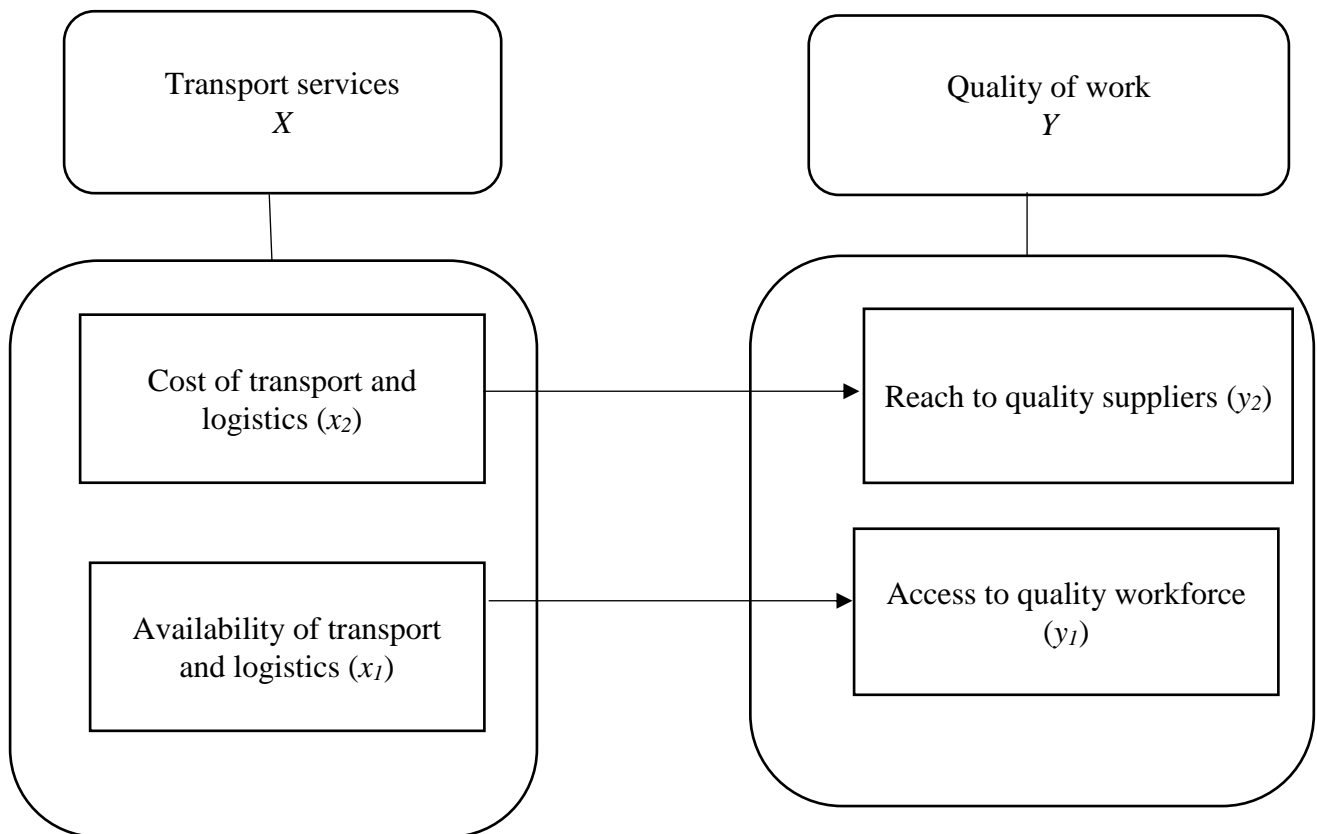 Transport services
X
Quality of work
Y
Cost of transport and
logistics (x2)
Reach to quality suppliers (y2)
Availability of transport
and logistics (x1)
Access to quality workforce
(y1)